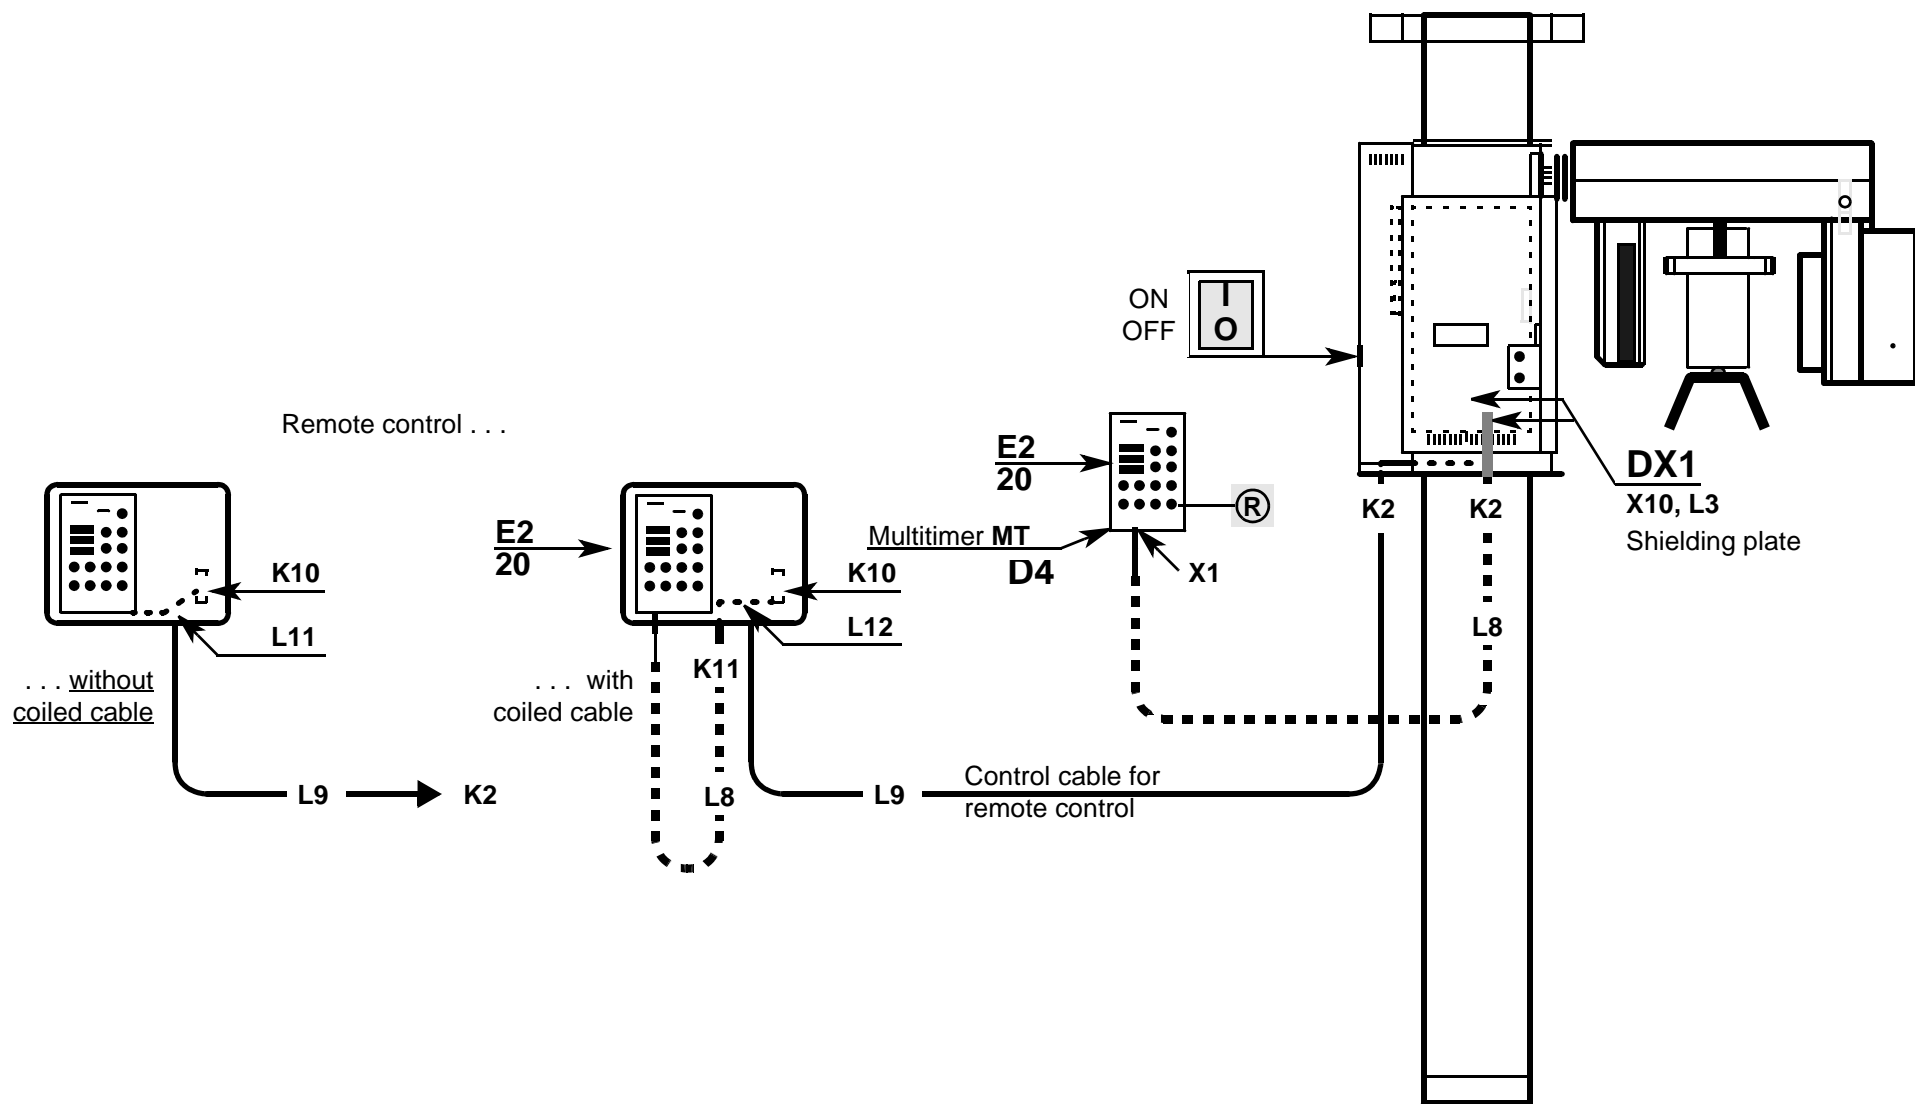 ON
OFF
I
O
Remote control . . .
E2
20
DX1
X10, L3
Shielding plate
K2
K2
R
Multitimer MT
D4
X1
E2
20
K10
L11
K10
L12
L8
K11
. . . without
coiled cable
. . . with
coiled cable
L9
K2
L8
L9
Control cable for
remote control